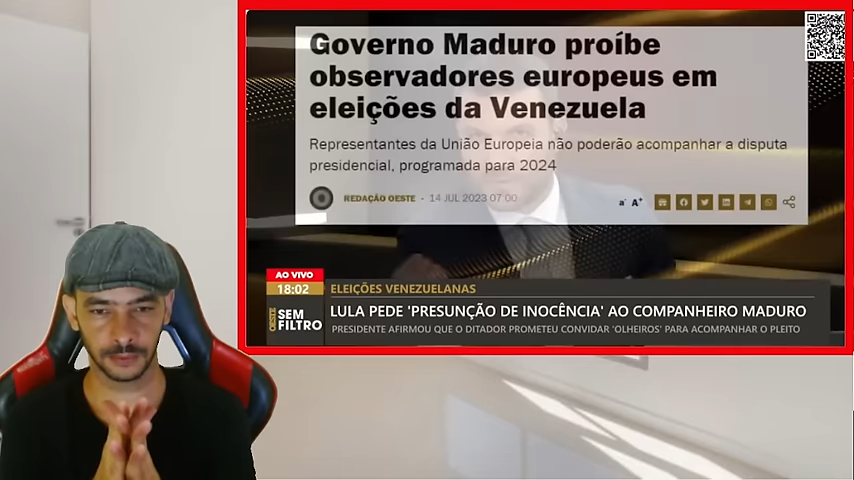 Governo Maduro proíbe
observadores europeus em
eleições da Venezuela
Representantes da União Europeia não poderão acompanhar a disputa
presidencial, programada para 2024
REDAÇÃO OESTE - 14 JUL 2023 07:00
a- A+
AO VIVO
18:02
ELEIÇÕES VENEZUELANAS
OESTE
SEM
FILTRO
LULA PEDE 'PRESUNÇÃO DE INOCÊNCIA' AO COMPANHEIRO MADURO
PRESIDENTE AFIRMOU QUE O DITADOR PROMETEU CONVIDAR 'OLHEIROS' PARA ACOMPANHAR O PLEITO